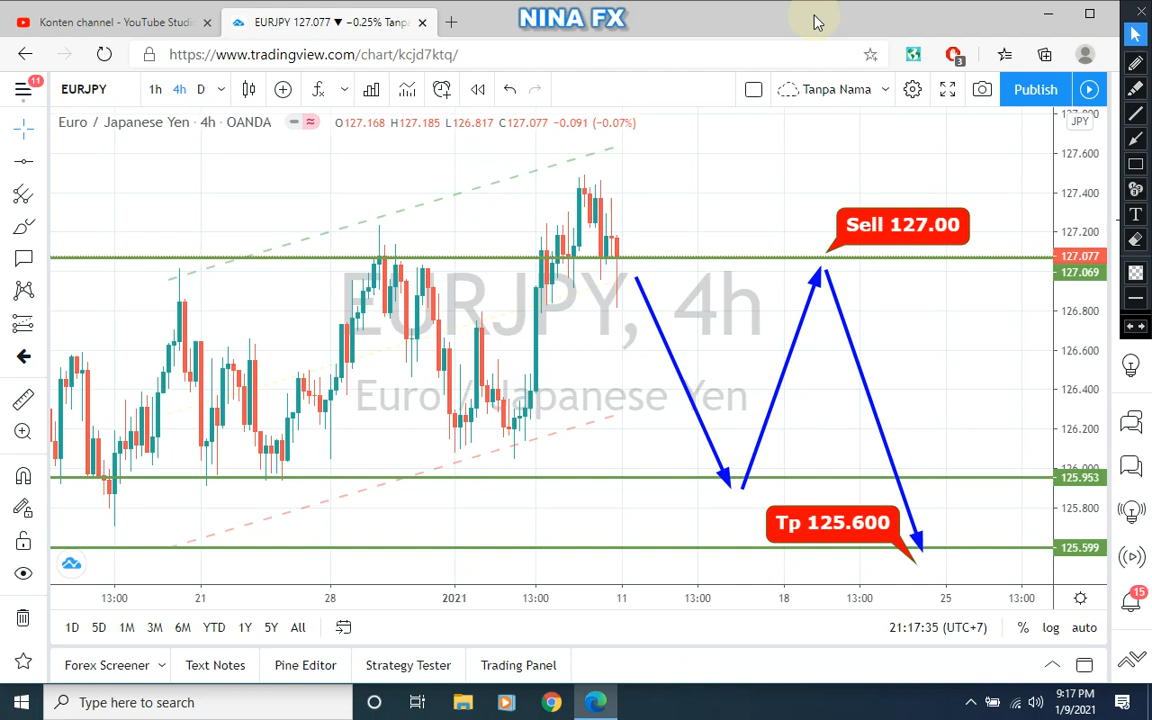 Konten channel - YouTube Studi
EURJPY 127.077 ▼ −0.25% Tanpa
NINA FX
https://www.tradingview.com/chart/kcjd7ktq/
3
11
EURJPY
1h
4h
D
Tanpa Nama
Publish
Euro / Japanese Yen · 4h · OANDA
O127.168 H127.185 L126.817 C127.077 −0.091 (−0.07%)
JPY
127.600
127.400
127.200
127.077
127.069
126.800
126.600
126.400
126.200
126.000
125.953
125.800
125.599
EURJPY, 4h
Euro / Japanese Yen
Sell 127.00
Tp 125.600
13:00
21
28
2021
13:00
11
13:00
18
13:00
25
13:00
15
1D 5D 1M 3M 6M YTD 1Y 5Y All
21:17:35 (UTC+7)
% log auto
Forex Screener
Text Notes
Pine Editor
Strategy Tester
Trading Panel
Type here to search
9:17 PM
1/9/2021